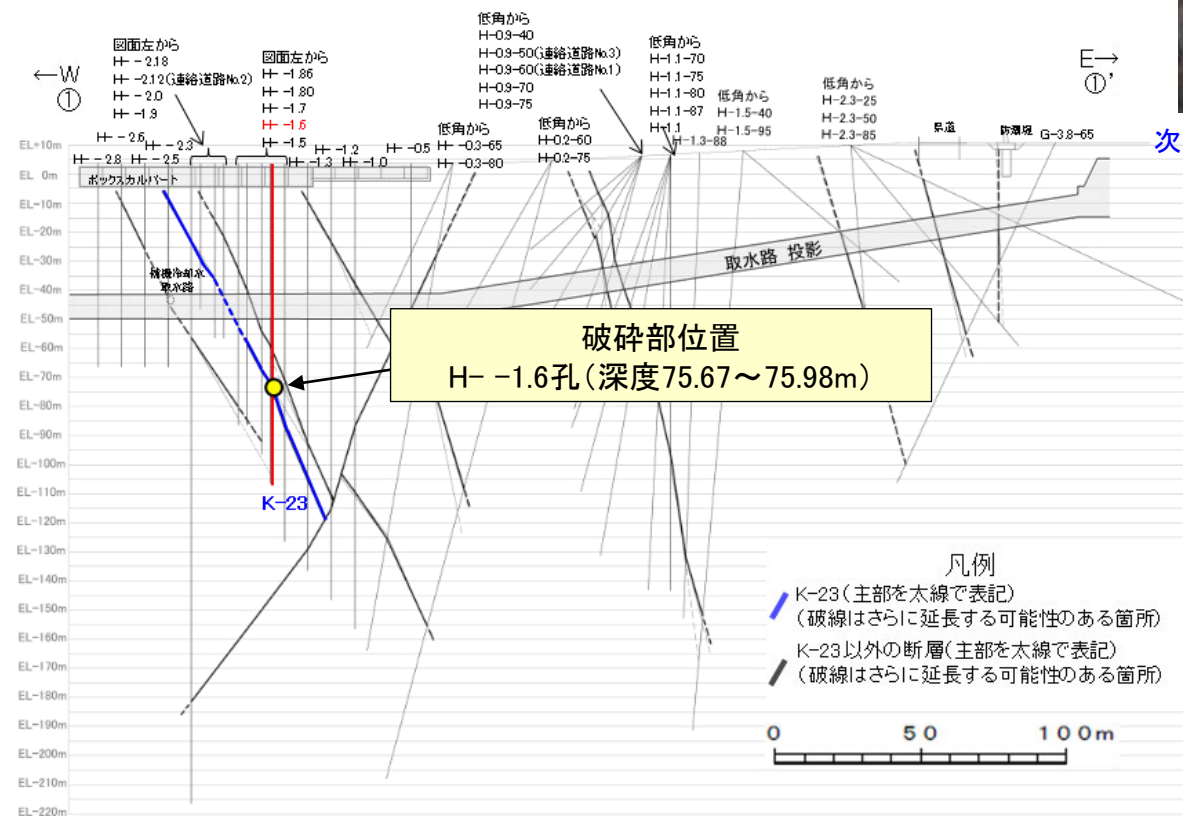 ←W
①
図面左から
H- -2.18
H- -2.12(連絡道路No.2)
H- -2.0
H- -1.9
図面左から
H- -1.86
H- -1.80
H- -1.7
H- -1.6
H- -1.5
低角から
H-0.9-40
H-0.9-50(連絡道路No.3)
H-0.9-60(連絡道路No.1)
H-0.9-70
H-0.9-75
低角から
H-1.1-70
H-1.1-75
H-1.1-80
H-1.1-87
H-1.1
低角から
H-1.5-40
H-1.5-95
低角から
H-2.3-25
H-2.3-50
H-2.3-85
E→
①'
H- -2.6
H- -2.3
H- -2.8
H- -2.5
H- -1.3
H- -1.2
H- -1.0
H- -0.5
低角から
H-0.3-65
H-0.3-80
低角から
H-0.2-60
H-0.2-75
H-1.3-88
県道
防潮堤
G-3.8-65
次
ボックスカルバート
補機冷却水
取水路
取水路 投影
破砕部位置
H- -1.6孔(深度75.67～75.98m)
K-23
EL+10m
EL 0m
EL-10m
EL-20m
EL-30m
EL-40m
EL-50m
EL-60m
EL-70m
EL-80m
EL-90m
EL-100m
EL-110m
EL-120m
EL-130m
EL-140m
EL-150m
EL-160m
EL-170m
EL-180m
EL-190m
EL-200m
EL-210m
EL-220m
凡例
K-23(主部を太線で表記)
(破線はさらに延長する可能性のある箇所)
K-23以外の断層(主部を太線で表記)
(破線はさらに延長する可能性のある箇所)
0 50 100m